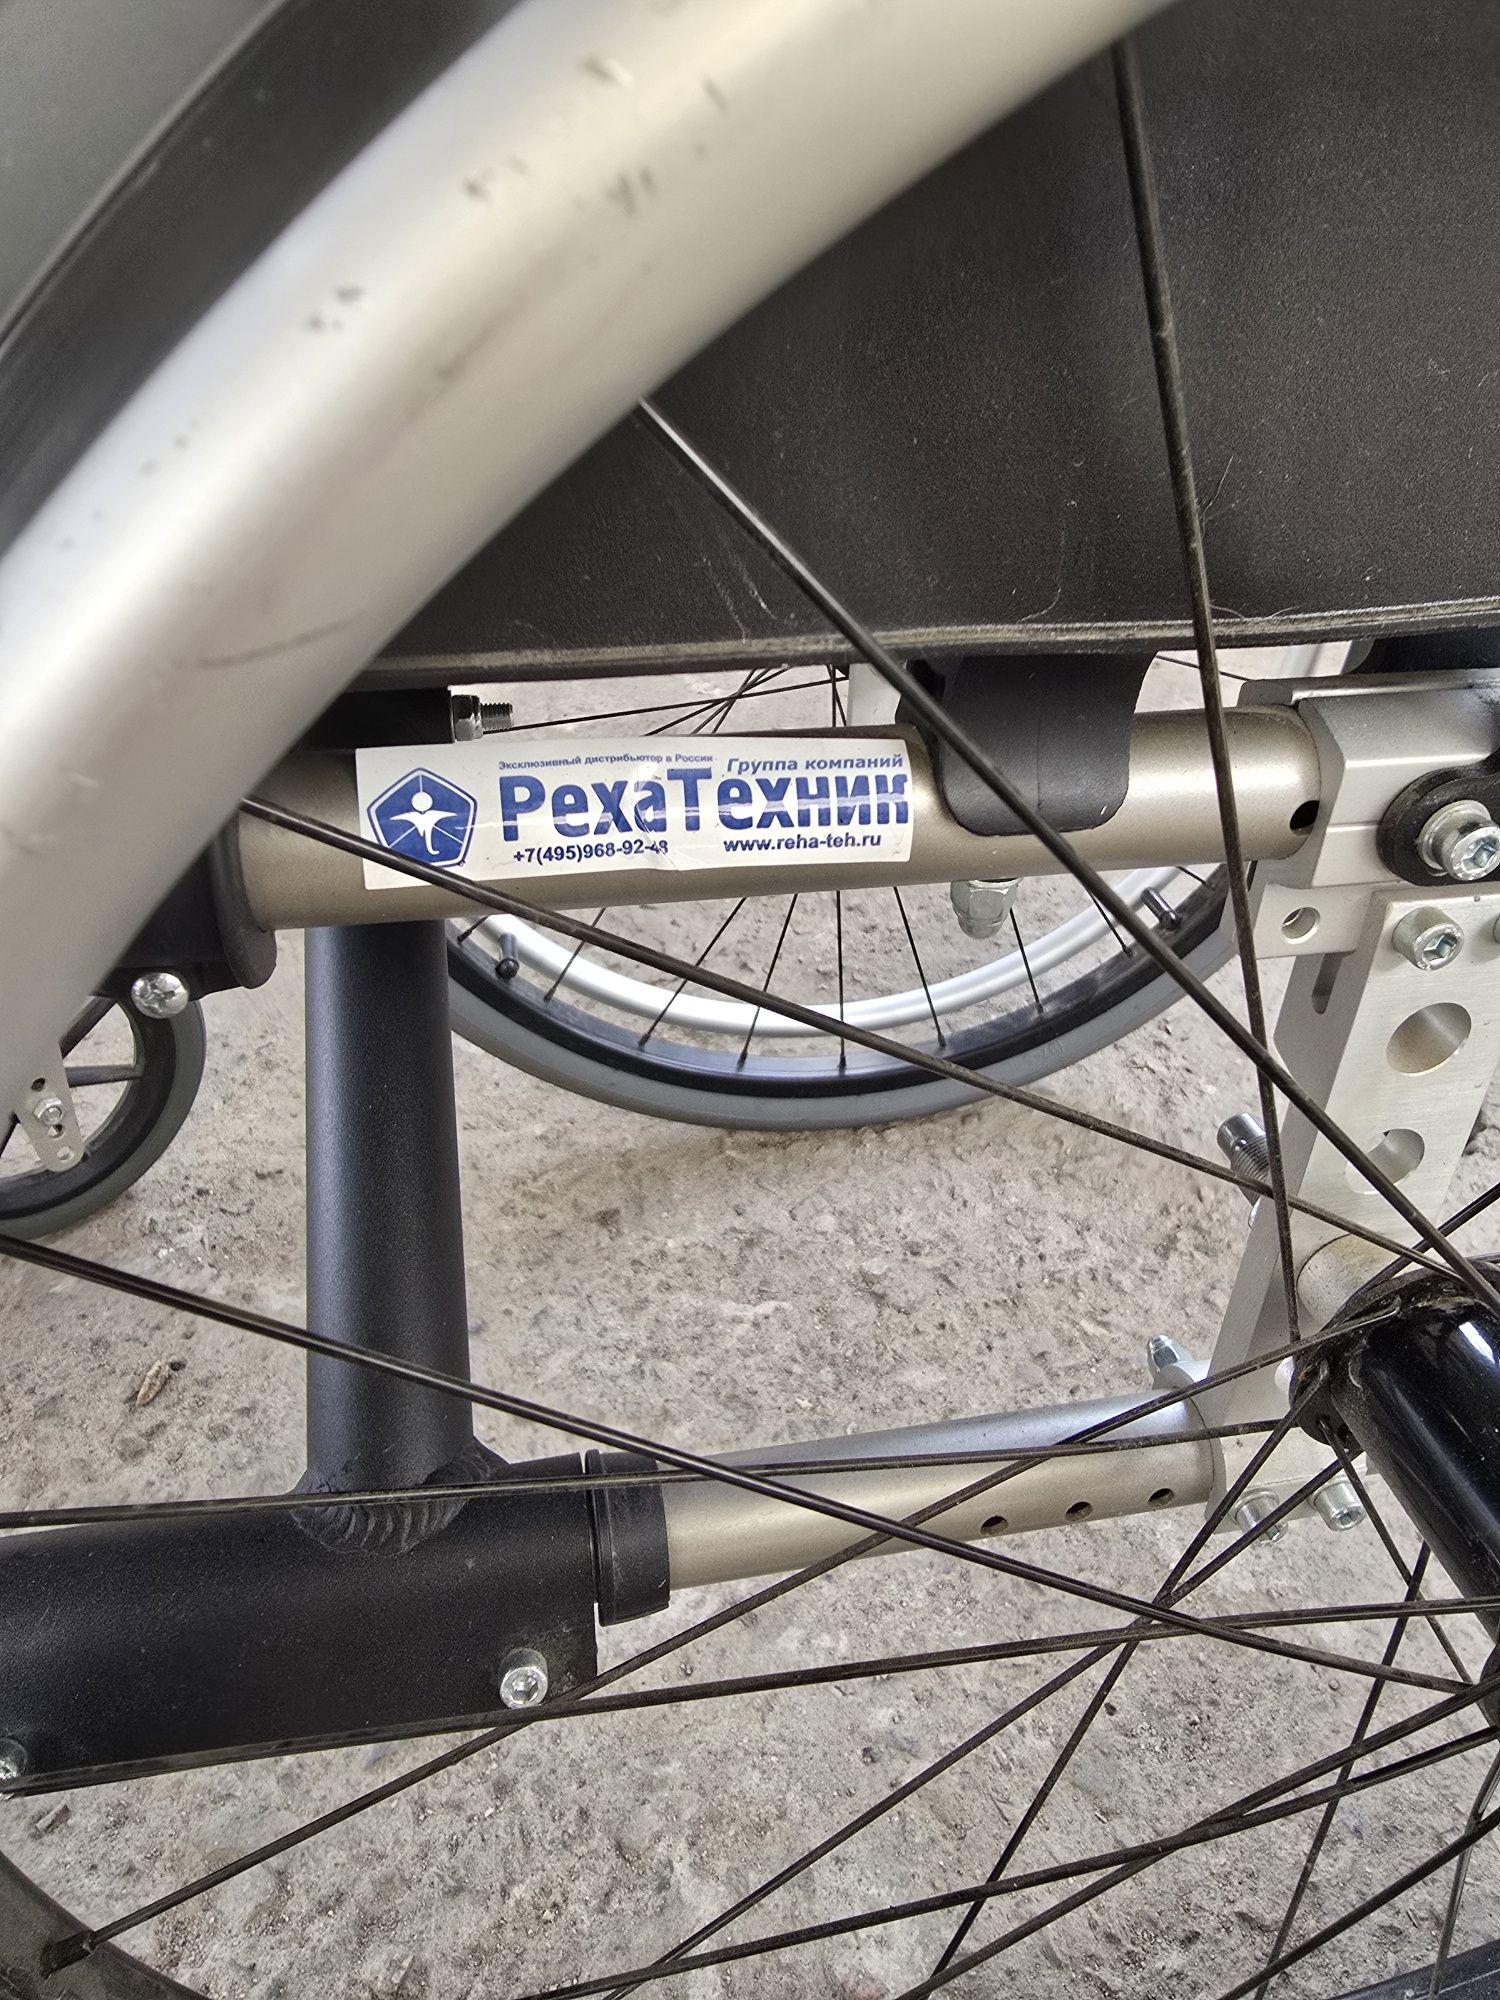 Эксклюзивный дистрибьютор в России
Группа компаний
РехаТехник
+7(495)968-92-48
www.reha-teh.ru